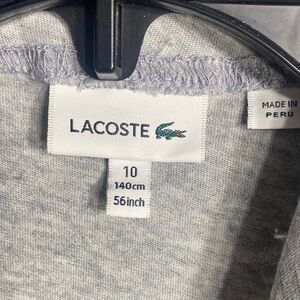 LACOSTE
10
140cm
56inch
MADE IN
PERU